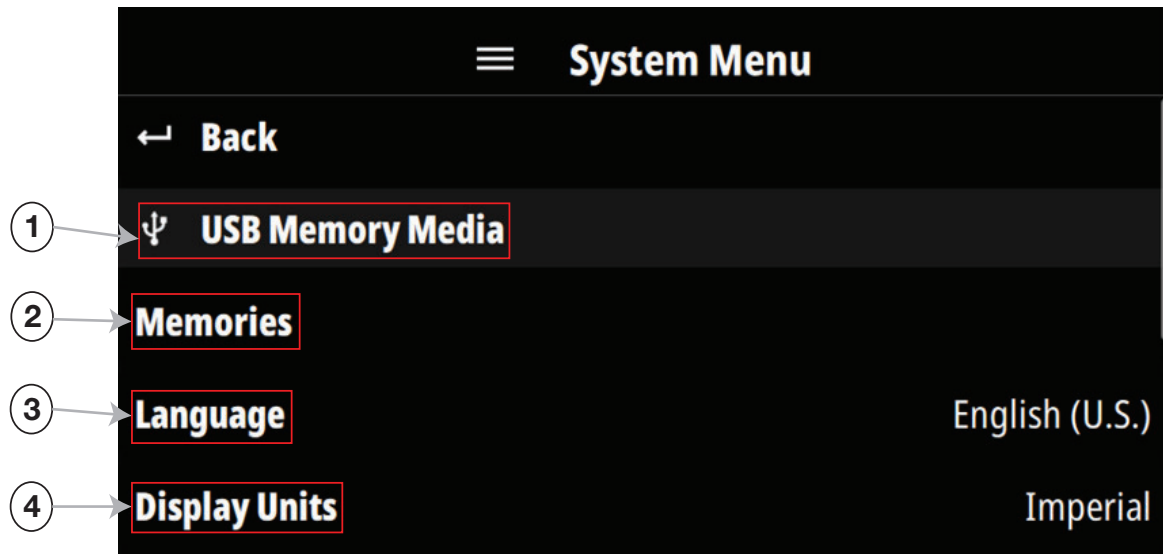 System Menu
Back
1 USB Memory Media
2 Memories
3 Language English (U.S.)
4 Display Units Imperial